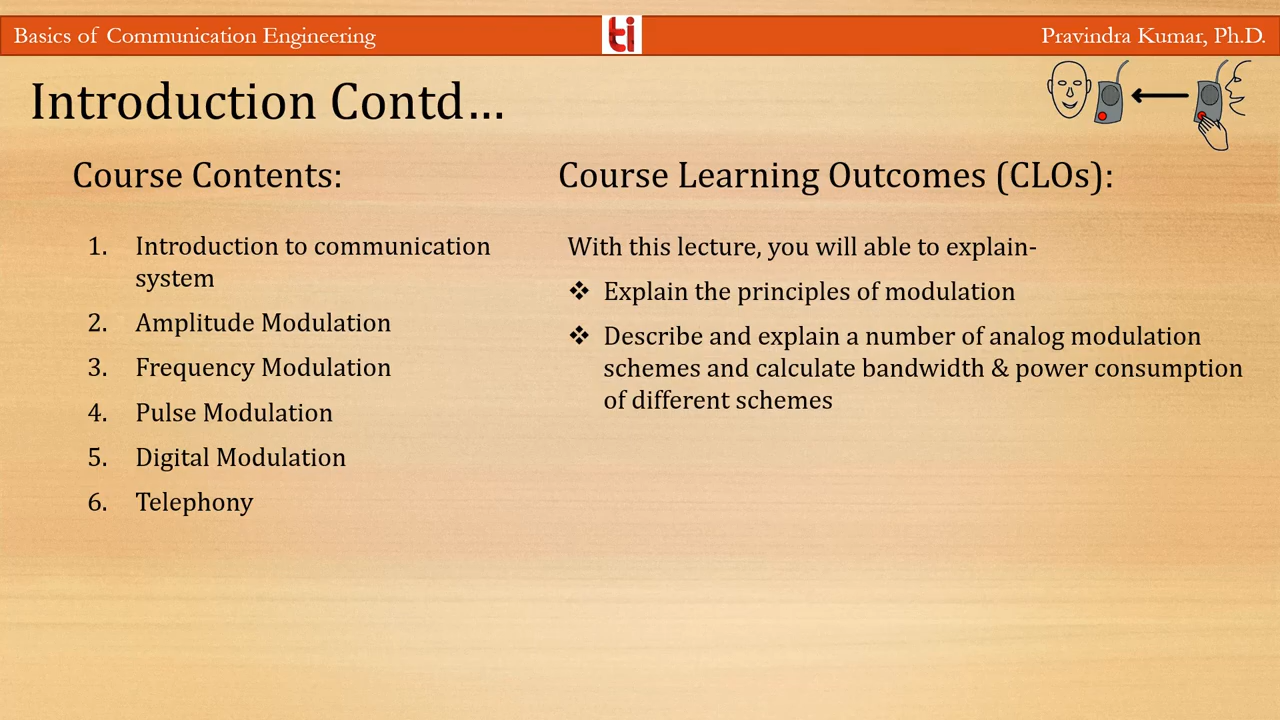 Basics of Communication Engineering
ti
Pravindra Kumar, Ph.D.
Introduction Contd...
Course Contents:
1. Introduction to communication
system
2. Amplitude Modulation
3. Frequency Modulation
4. Pulse Modulation
5. Digital Modulation
6. Telephony
Course Learning Outcomes (CLOs):
With this lecture, you will able to explain-
❖ Explain the principles of modulation
❖ Describe and explain a number of analog modulation
schemes and calculate bandwidth & power consumption
of different schemes